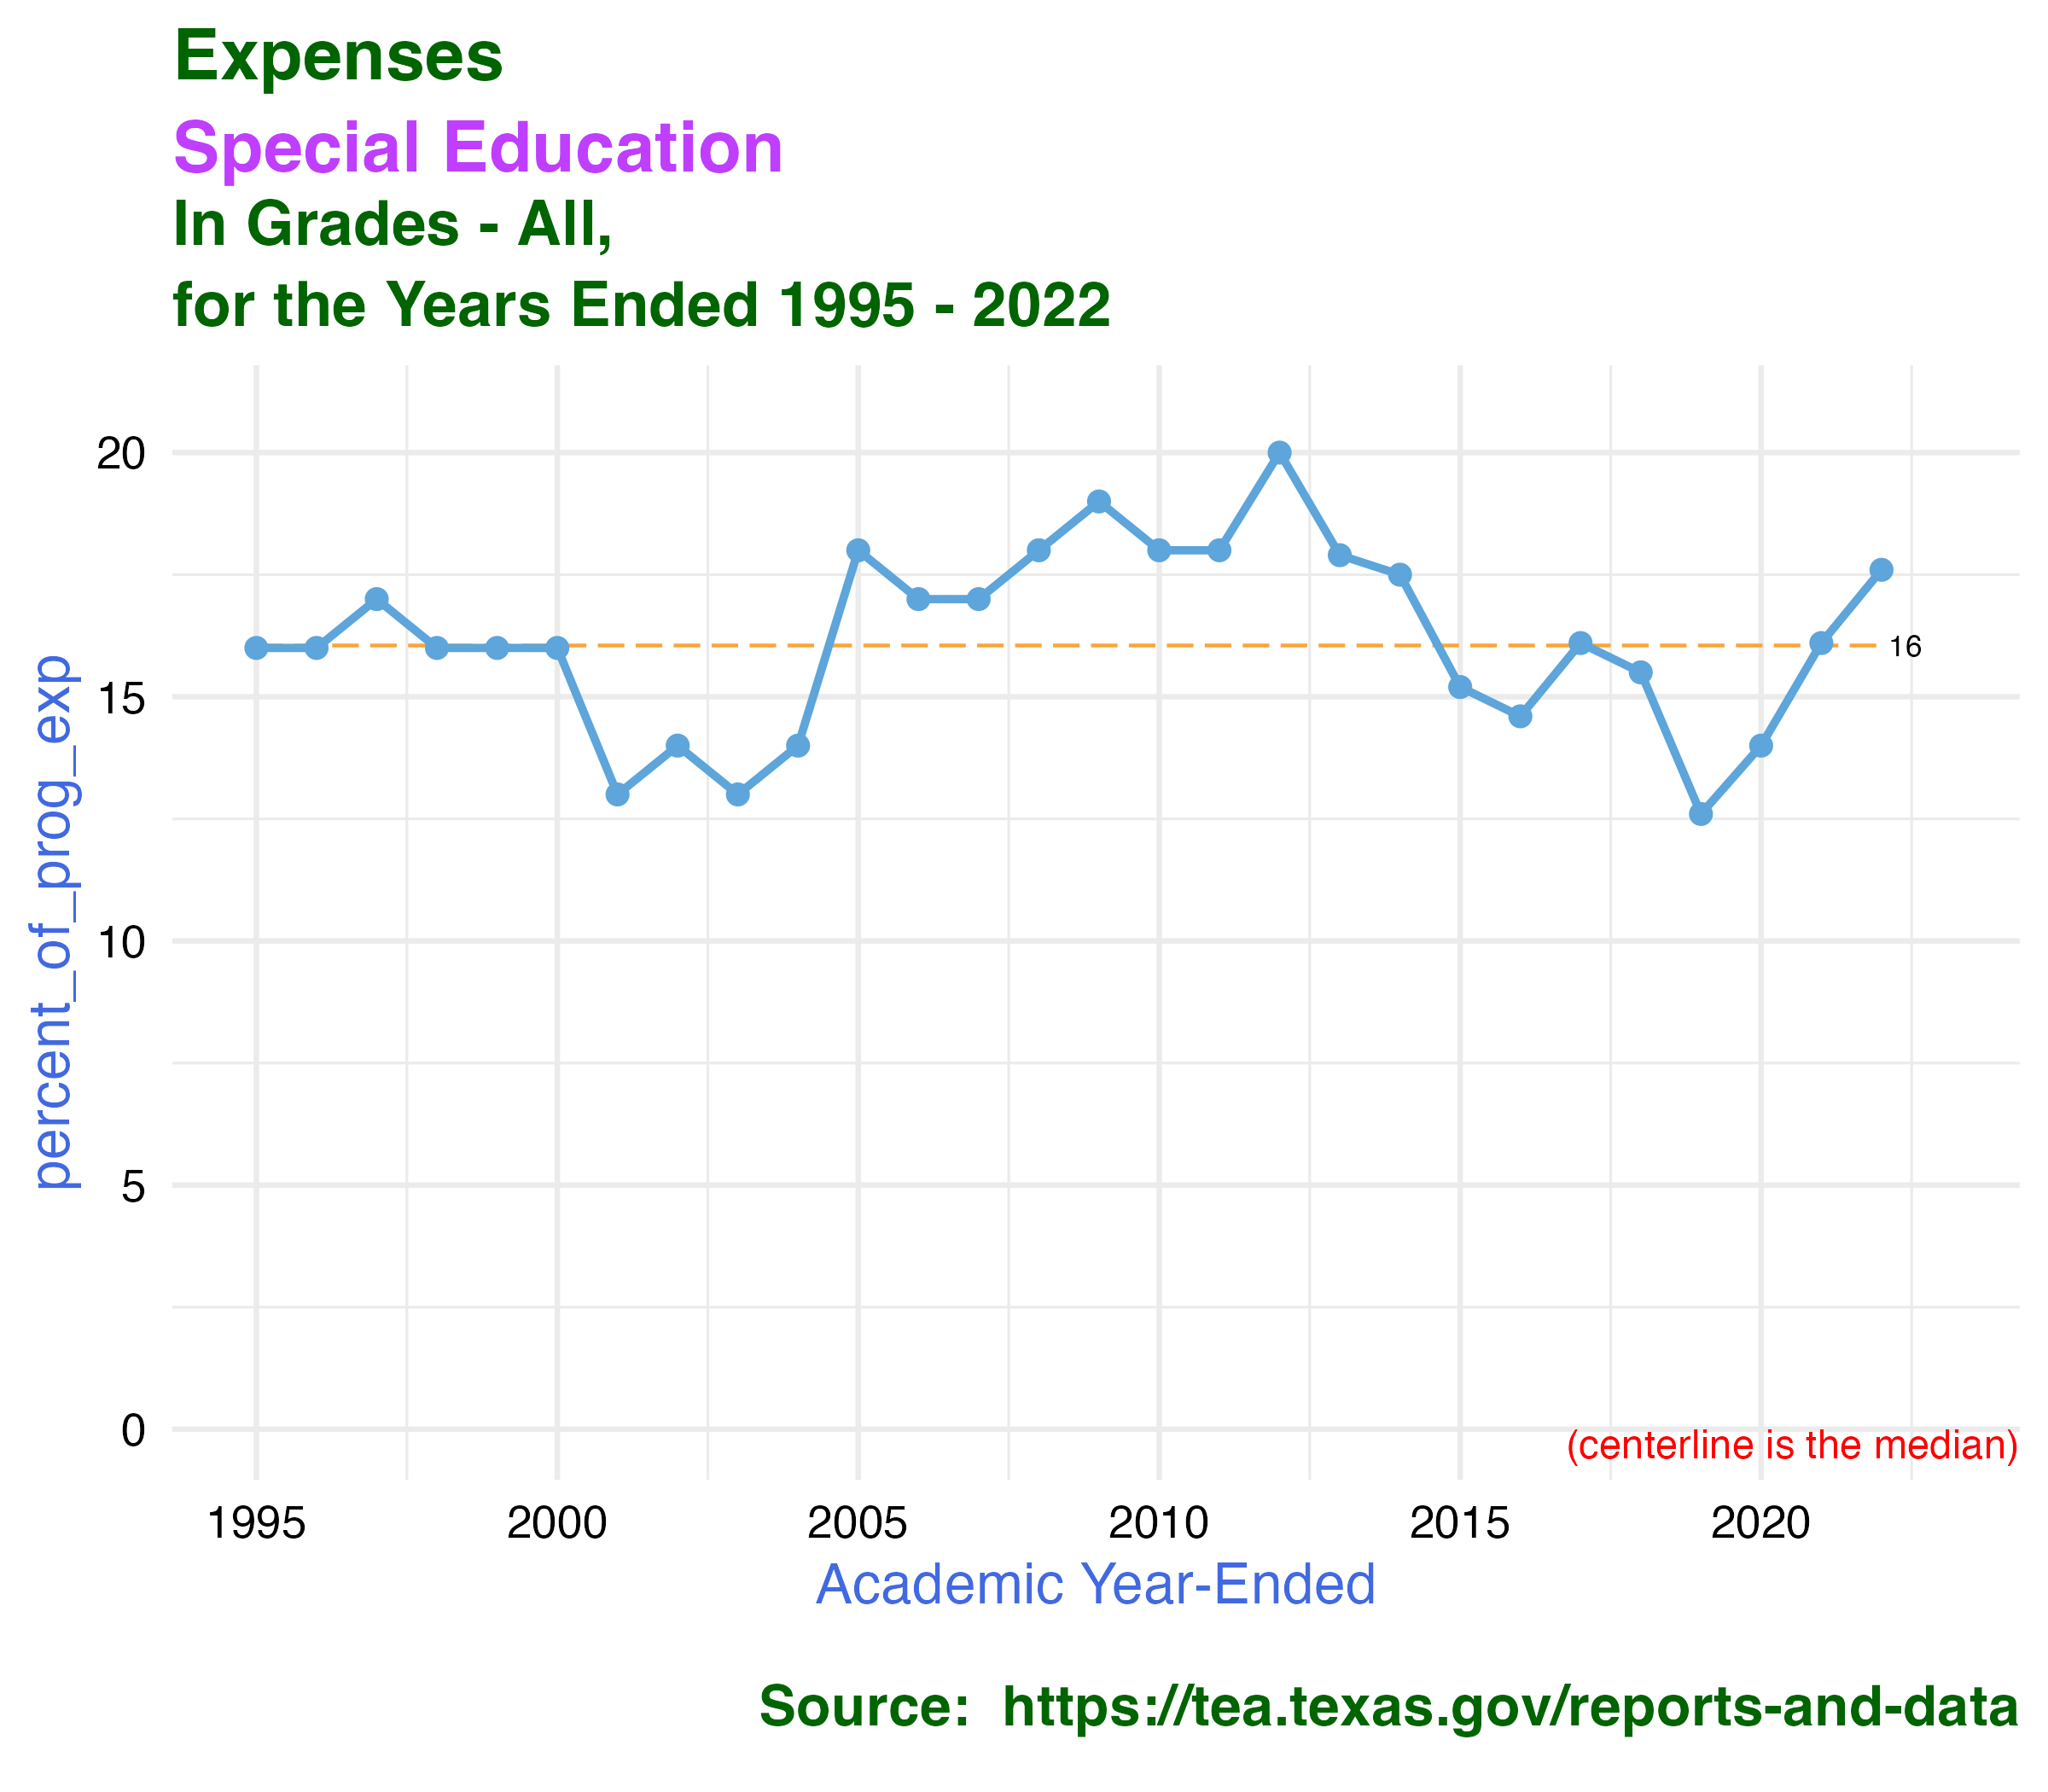 Expenses
Special Education
In Grades - All,
for the Years Ended 1995 - 2022
percent_of_prog_exp
20
15
10
5
0
16
(centerline is the median)
1995 2000 2005 2010 2015 2020
Academic Year-Ended
Source:  https://tea.texas.gov/reports-and-data